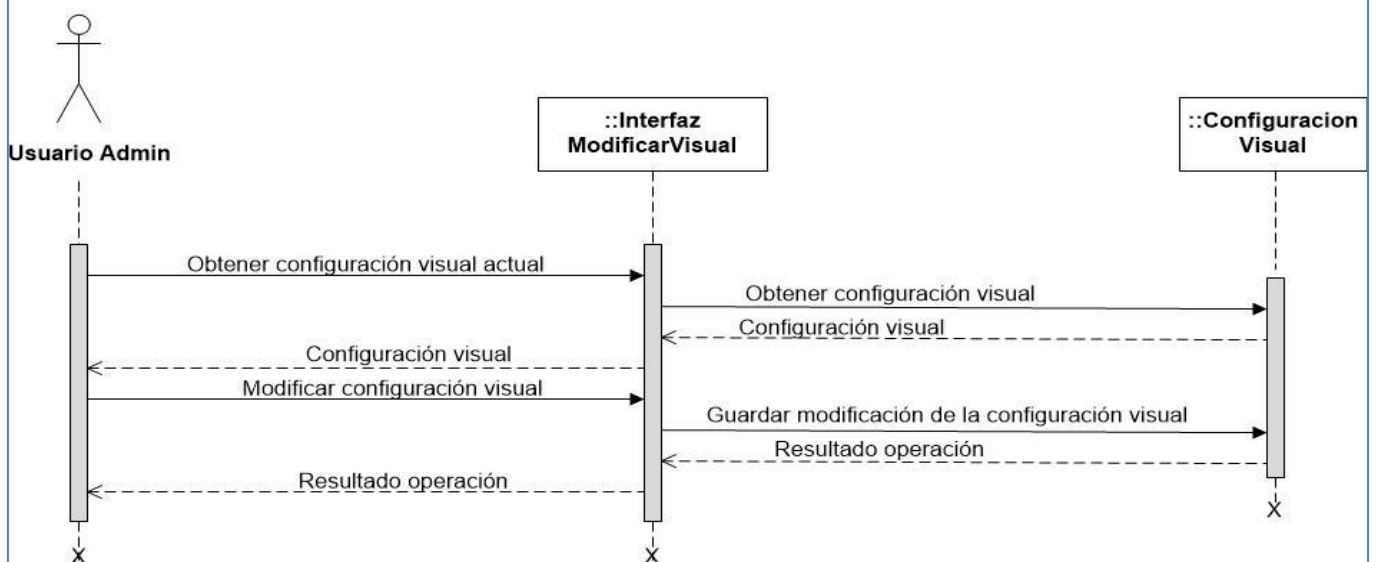 Usuario Admin
::Interfaz
ModificarVisual
::Configuracion
Visual
Obtener configuración visual actual
Obtener configuración visual
Configuración visual
Configuración visual
Modificar configuración visual
Guardar modificación de la configuración visual
Resultado operación
Resultado operación
X
X
X